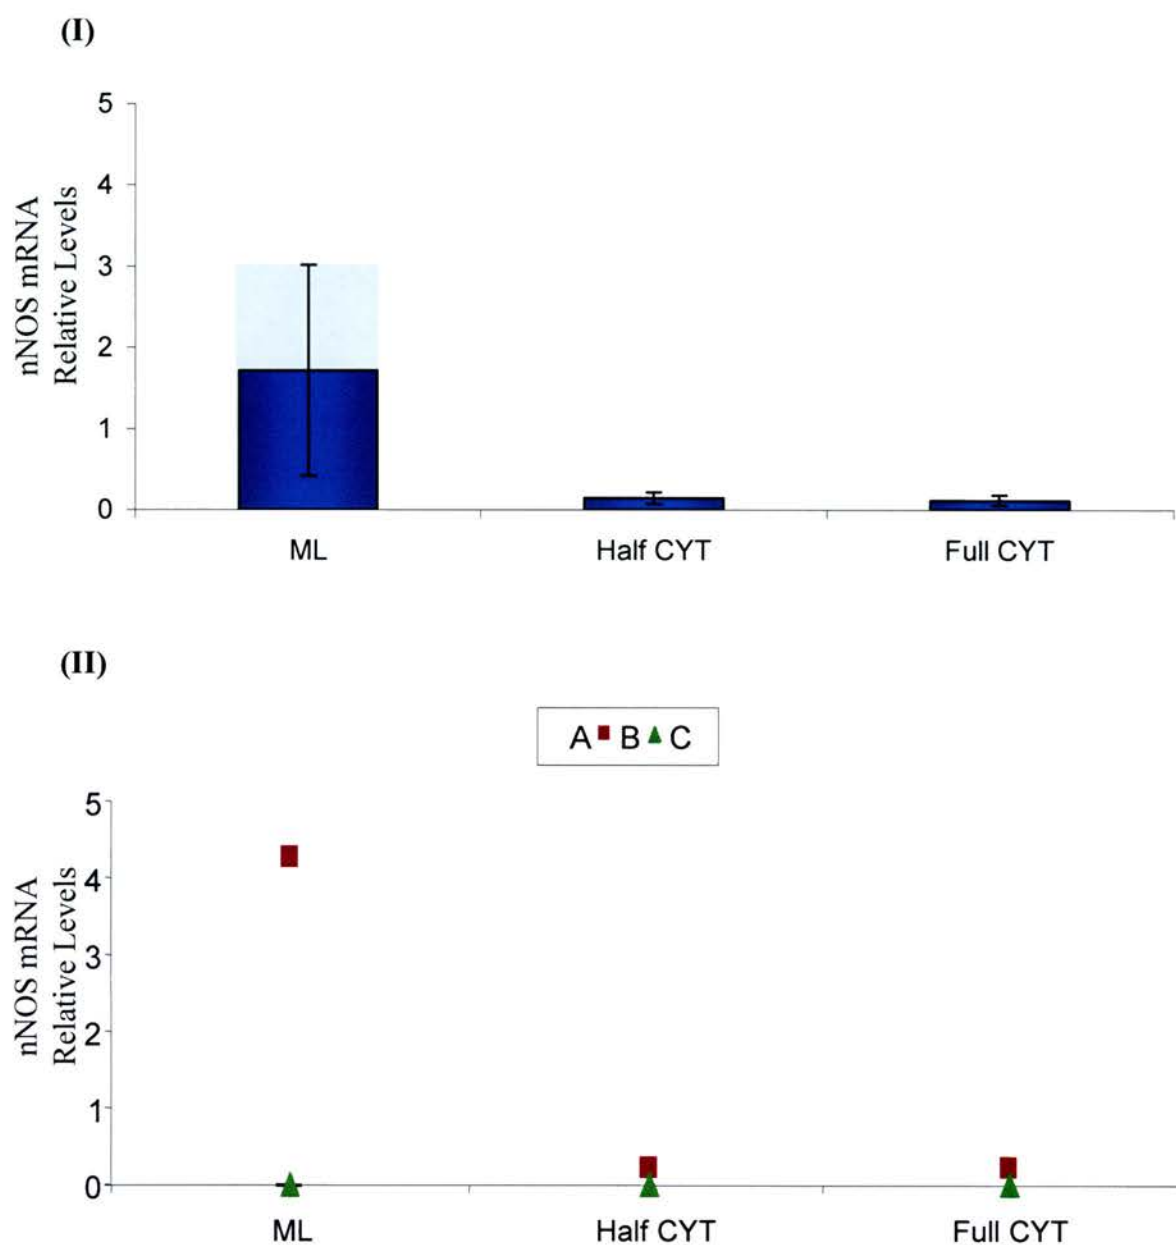 (I)
5
4
3
2
1
0
nNOS mRNA
Relative Levels
ML Half CYT Full CYT
(II)
A B C
5
4
3
2
1
0
nNOS mRNA
Relative Levels
ML Half CYT Full CYT